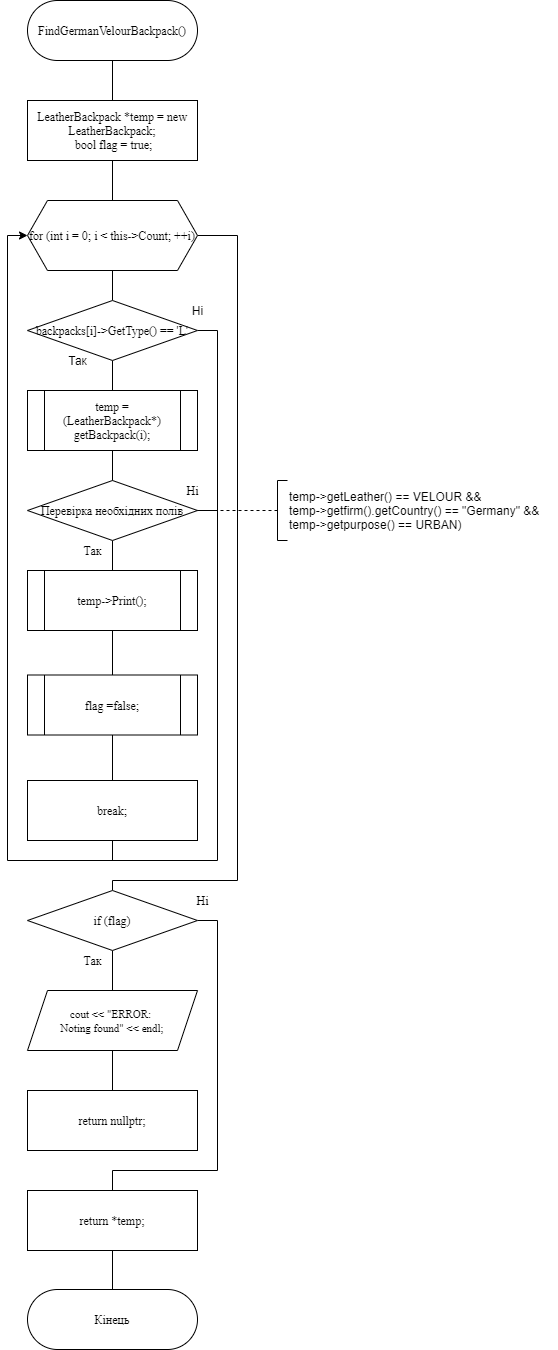 FindGermanVelourBackpack()
LeatherBackpack *temp = new
LeatherBackpack;
bool flag = true;
for (int i = 0; i < this->Count; ++i)
backpacks[i]->GetType() == 'L'
Ні
Так
temp =
(LeatherBackpack*)
getBackpack(i);
Ні
Перевірка необхідних полів
temp->getLeather() == VELOUR &&
temp->getfirm().getCountry() == "Germany" &&
temp->getpurpose() == URBAN)
Так
temp->Print();
flag =false;
break;
Ні
if (flag)
Так
cout << "ERROR:
Noting found" << endl;
return nullptr;
return *temp;
Кінець